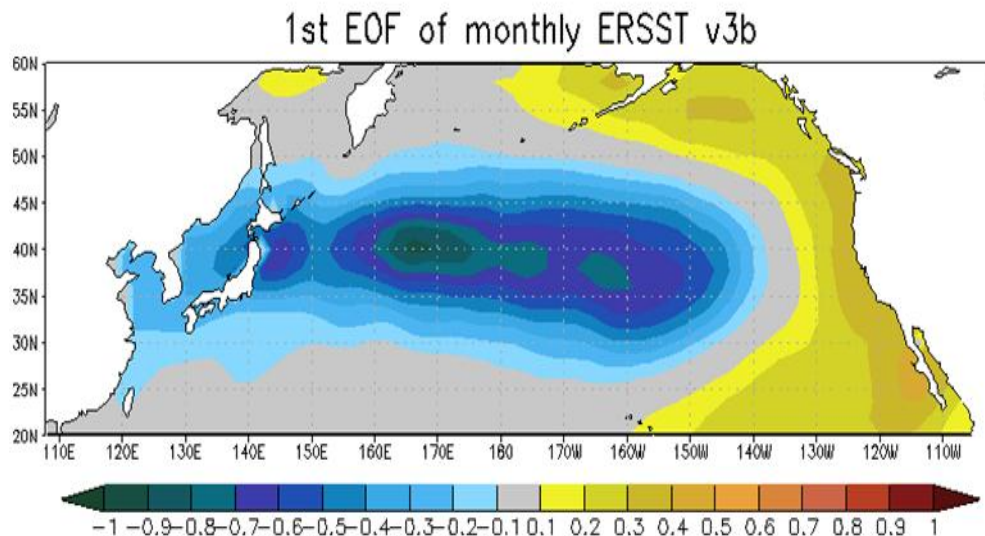 1st EOF of monthly ERSST v3b
60N
55N
50N
45N
40N
35N
30N
25N
20N
110E 120E 130E 140E 150E 160E 170E 180 170W 160W 150W 140W 130W 120W 110W
-1 -0.9 -0.8 -0.7 -0.6 -0.5 -0.4 -0.3 -0.2 -0.1 0.1 0.2 0.3 0.4 0.5 0.6 0.7 0.8 0.9 1